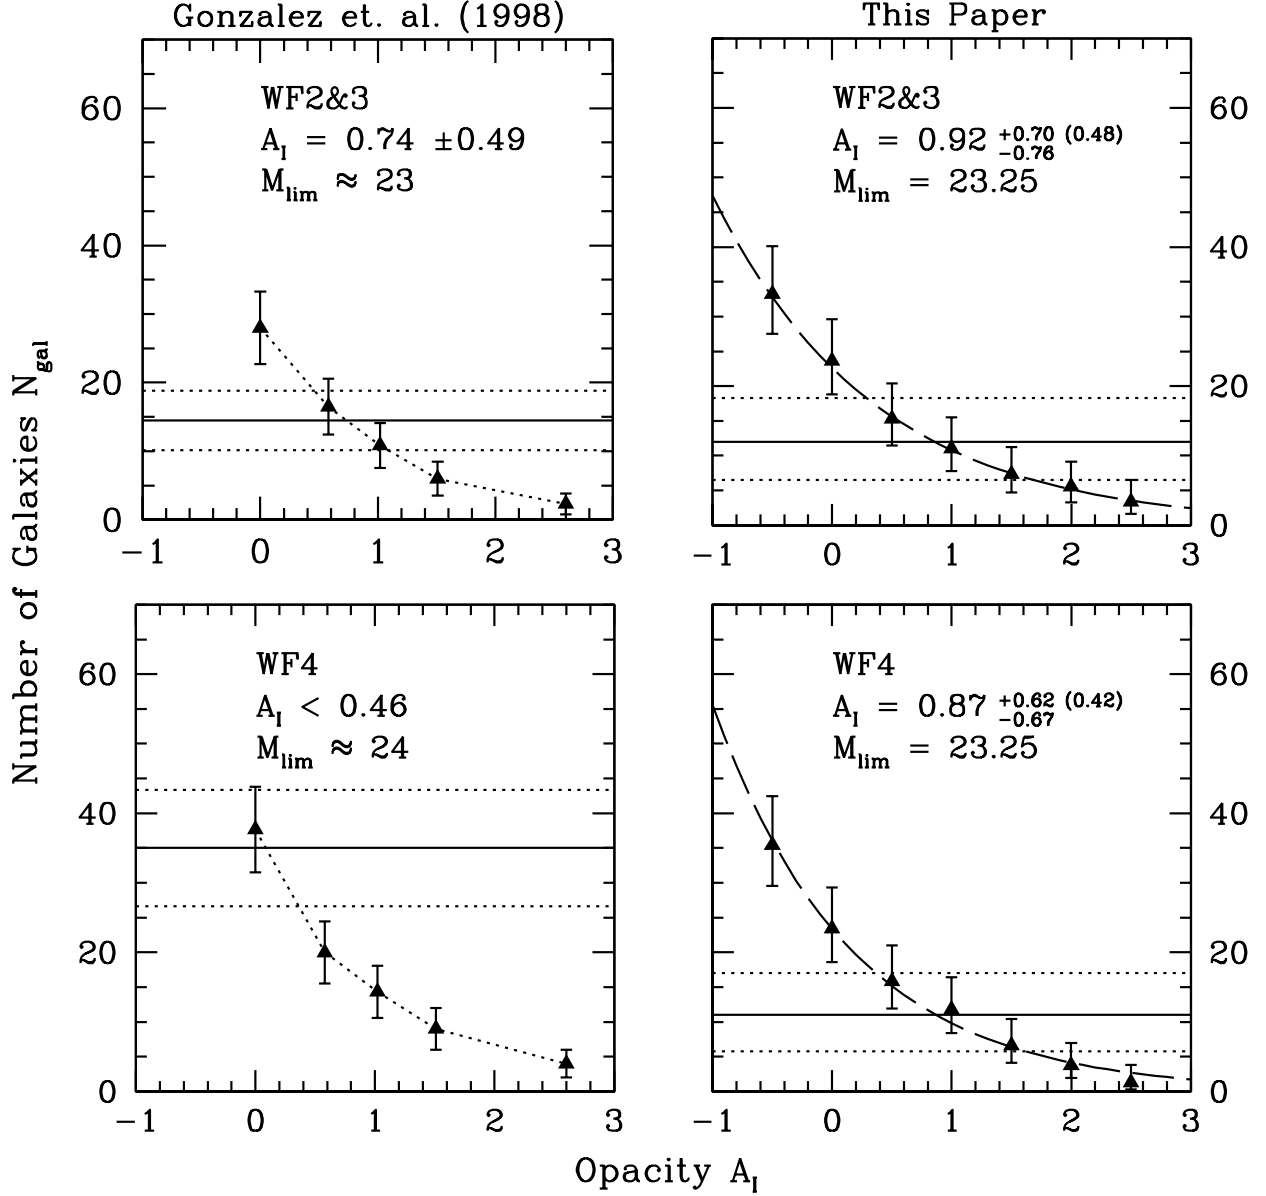 Gonzalez et. al. (1998)
This Paper
WF2&3
A_I = 0.74 ±0.49
M_lim ≈ 23
60
40
20
0
−1 0 1 2 3
WF2&3
A_I = 0.92 +0.70 (0.48)
−0.76
M_lim = 23.25
60
40
20
0
−1 0 1 2 3
Number of Galaxies N_gal
WF4
A_I < 0.46
M_lim ≈ 24
60
40
20
0
−1 0 1 2 3
WF4
A_I = 0.87 +0.62 (0.42)
−0.67
M_lim = 23.25
60
40
20
0
−1 0 1 2 3
Opacity A_I